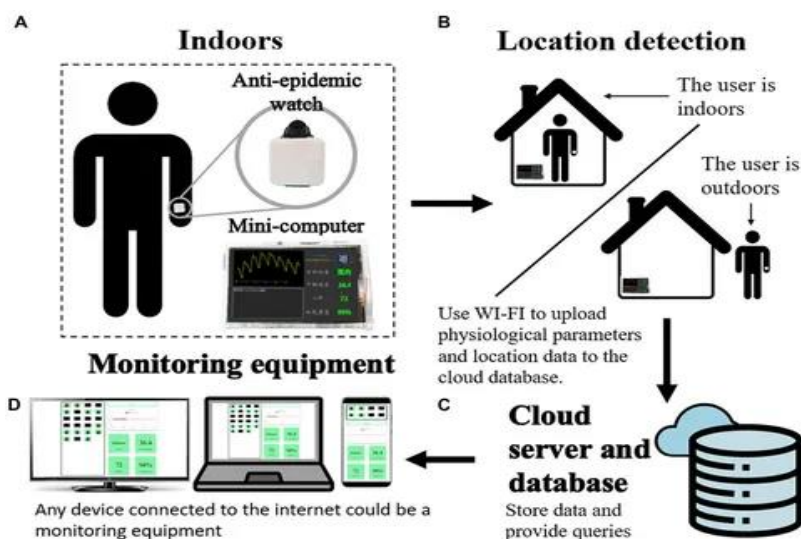 A
Indoors
Anti-epidemic
watch
Mini-computer
B
Location detection
The user is
indoors
The user is
outdoors
Use WI-FI to upload
physiological parameters
and location data to the
cloud database.
C
Cloud
server and
database
Store data and
provide queries
Monitoring equipment
D
Any device connected to the internet could be a
monitoring equipment